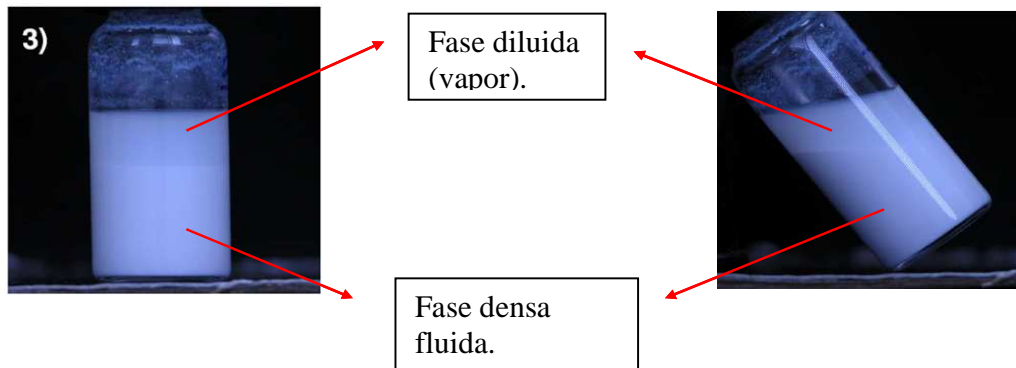 3)
Fase diluida
(vapor).
Fase densa
fluida.